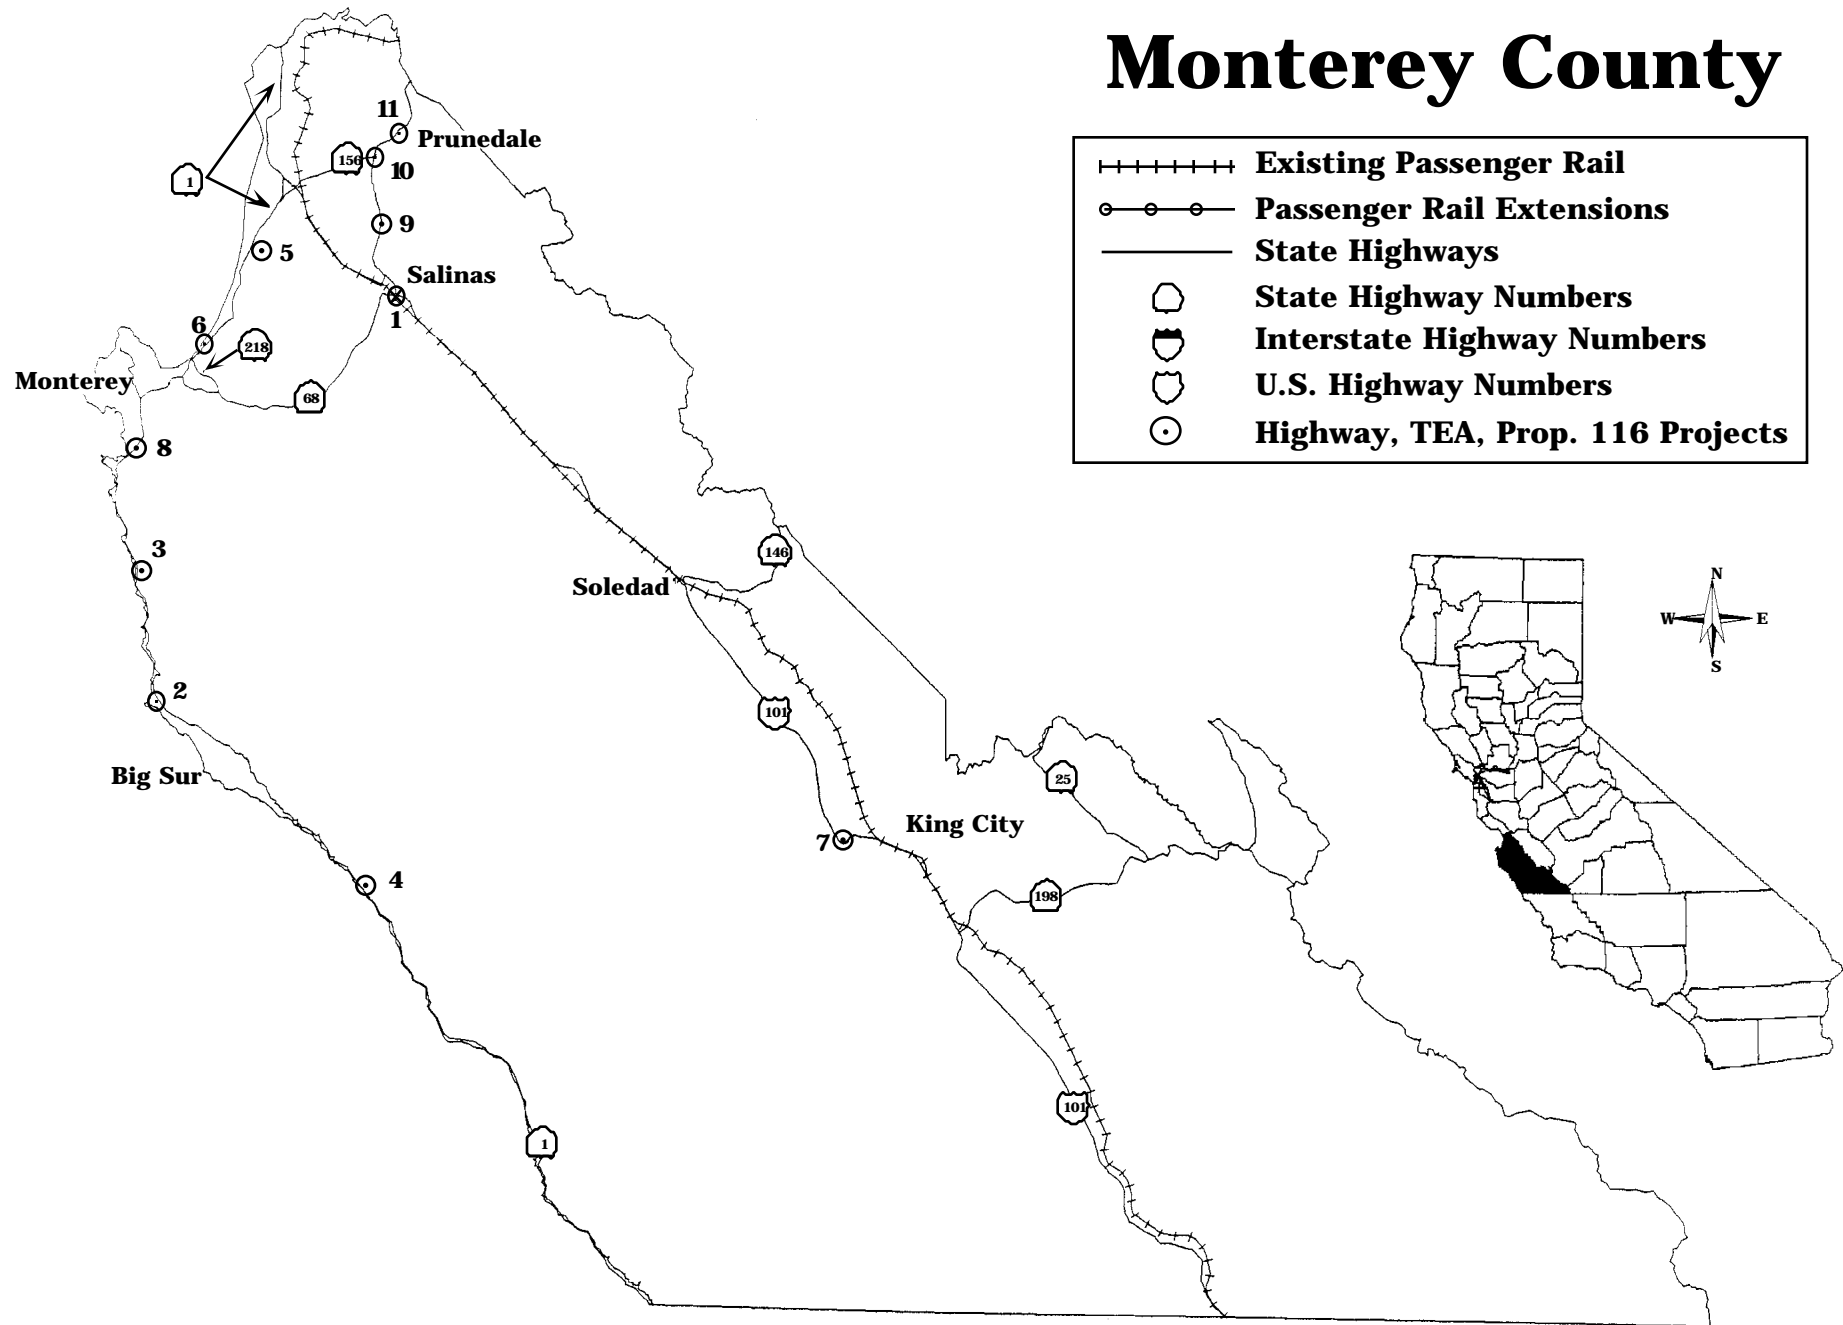 Monterey County
Existing Passenger Rail
Passenger Rail Extensions
State Highways
State Highway Numbers
Interstate Highway Numbers
U.S. Highway Numbers
Highway, TEA, Prop. 116 Projects
11
Prunedale
156
10
1
9
5
Salinas
1
6
218
Monterey
68
8
3
146
Soledad
N
W
E
S
2
101
Big Sur
25
King City
7
4
198
101
1